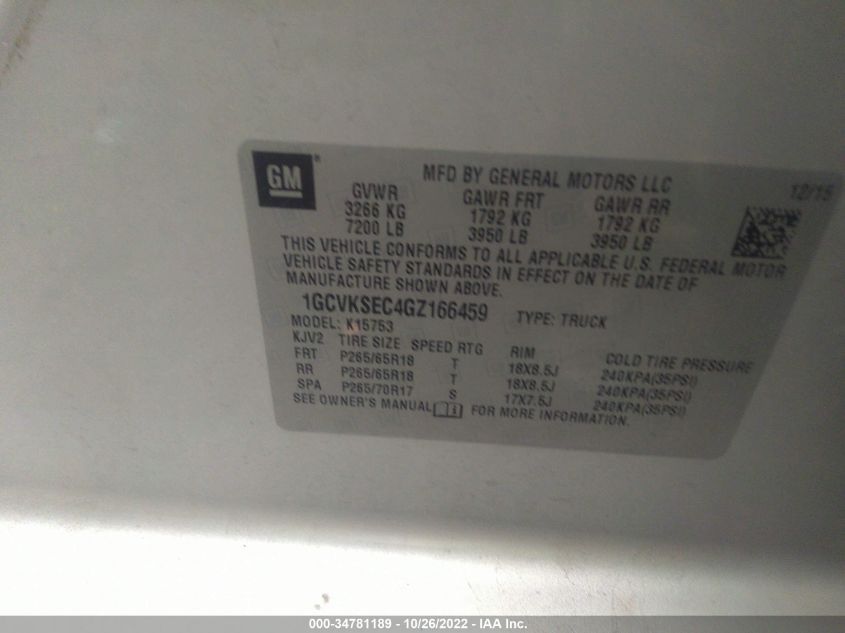 GM ®
MFD BY GENERAL MOTORS LLC
12/15
GVWR GAWR FRT GAWR RR
3266 KG 1792 KG 1792 KG
7200 LB 3950 LB 3950 LB
THIS VEHICLE CONFORMS TO ALL APPLICABLE U.S. FEDERAL MOTOR
VEHICLE SAFETY STANDARDS IN EFFECT ON THE DATE OF
MANUFACTURE SHOWN ABOVE.
1GCVKSEC4GZ166459 TYPE: TRUCK
MODEL: K15753
KJV2 TIRE SIZE SPEED RTG RIM COLD TIRE PRESSURE
FRT P265/65R18 T 18X8.5J 240KPA(35PSI)
RR P265/65R18 T 18X8.5J 240KPA(35PSI)
SPA P265/70R17 S 17X7.5J 240KPA(35PSI)
SEE OWNER'S MANUAL FOR MORE INFORMATION.
000-34781189 - 10/26/2022 - IAA Inc.